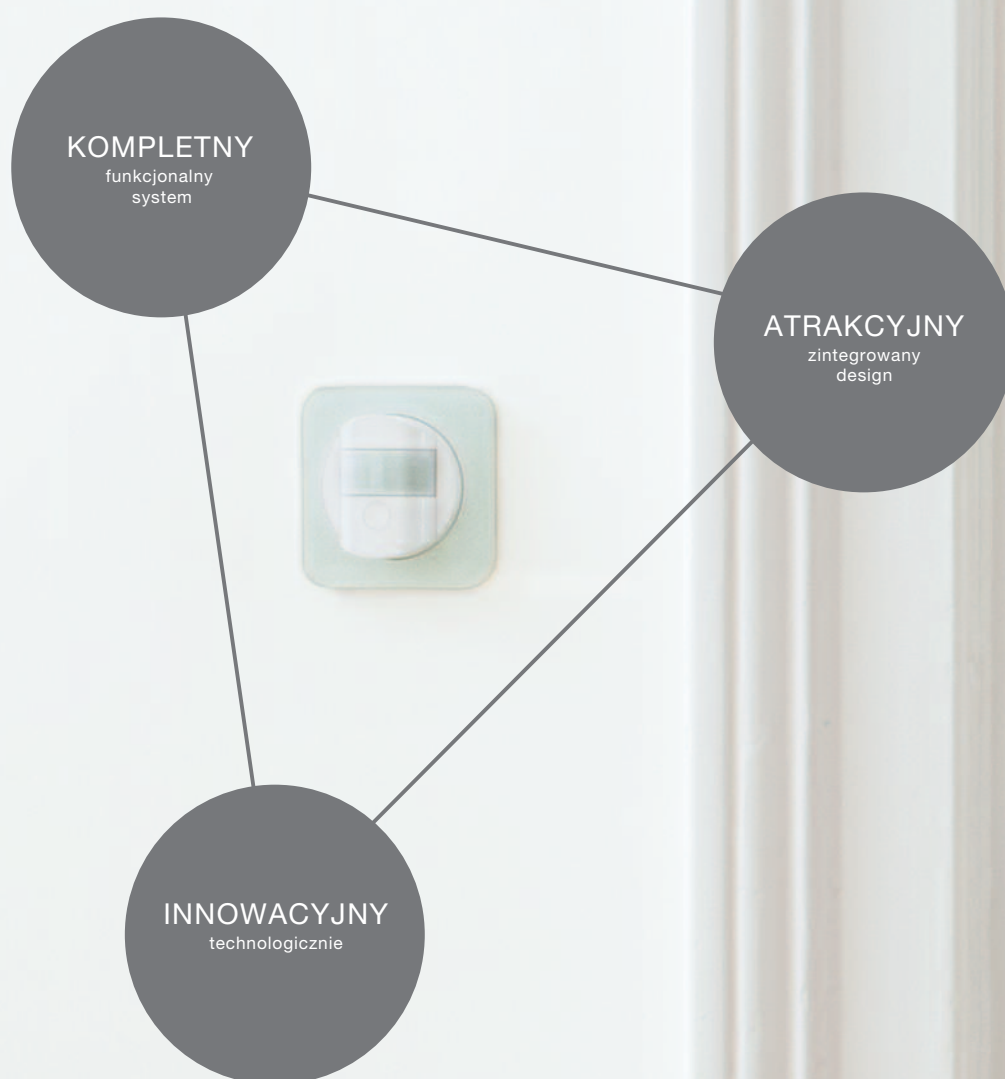 KOMPLETNY
funkcjonalny
system
ATRAKCYJNY
zintegrowany
design
INNOWACYJNY
technologicznie